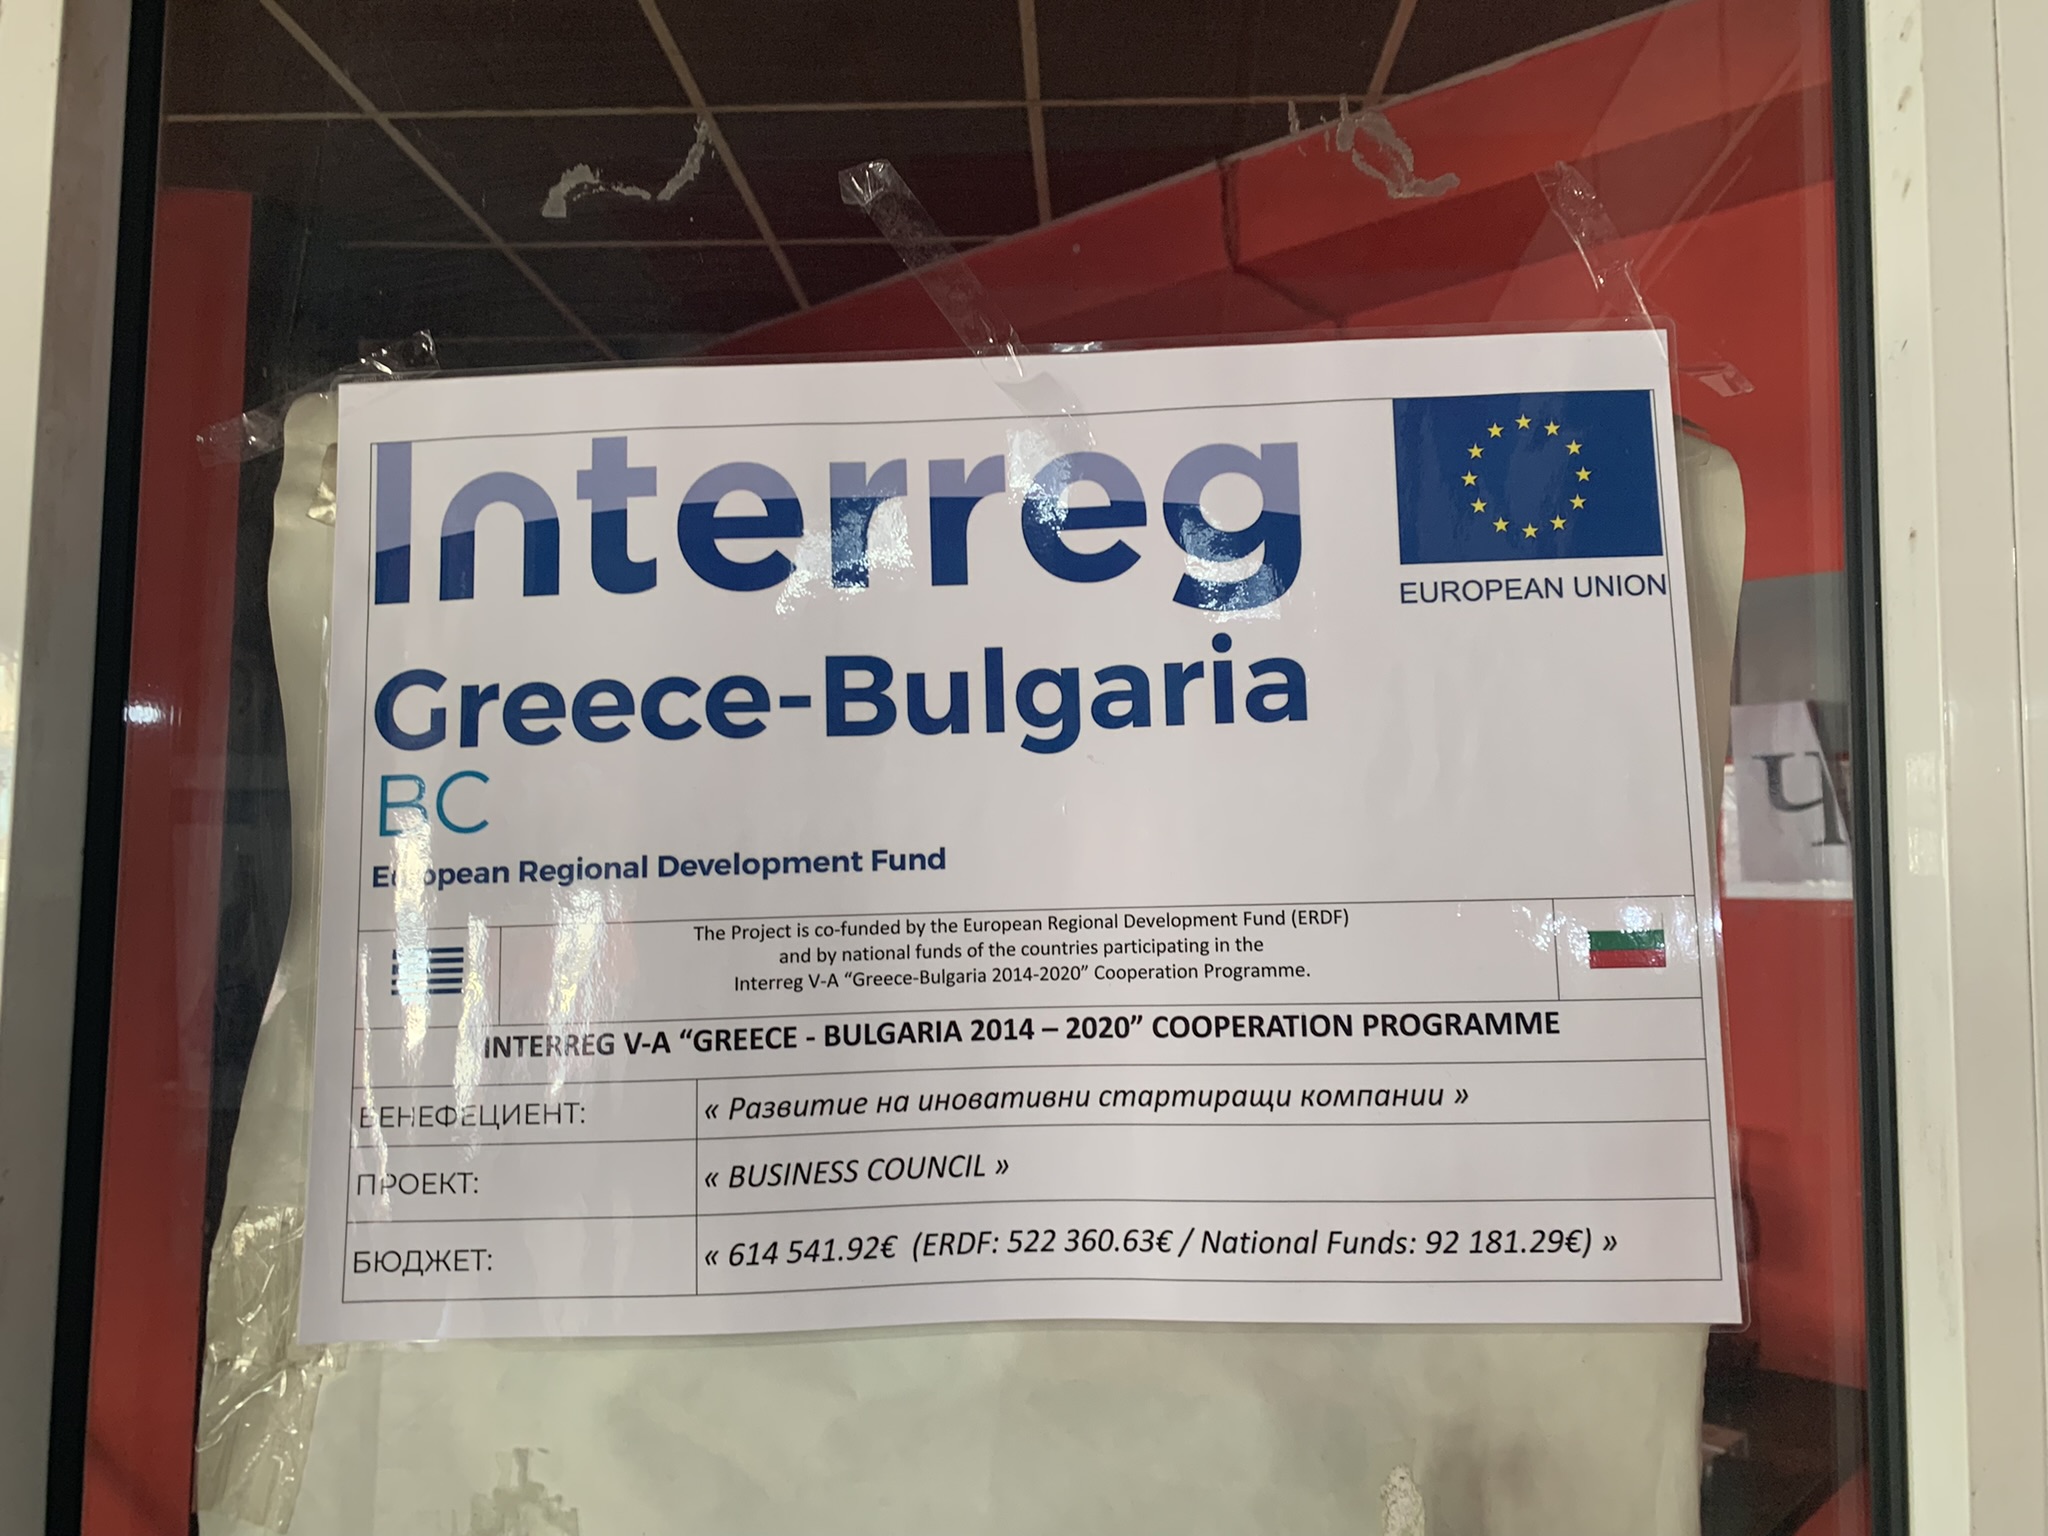 Interreg
EUROPEAN UNION
Greece-Bulgaria
BC
European Regional Development Fund
The Project is co-funded by the European Regional Development Fund (ERDF)
and by national funds of the countries participating in the
Interreg V-A “Greece-Bulgaria 2014-2020” Cooperation Programme.
INTERREG V-A “GREECE - BULGARIA 2014 – 2020” COOPERATION PROGRAMME
БЕНЕФЕЦИЕНТ: « Развитие на иновативни стартиращи компании »
ПРОЕКТ: « BUSINESS COUNCIL »
БЮДЖЕТ: « 614 541.92€ (ERDF: 522 360.63€ / National Funds: 92 181.29€) »
Ч